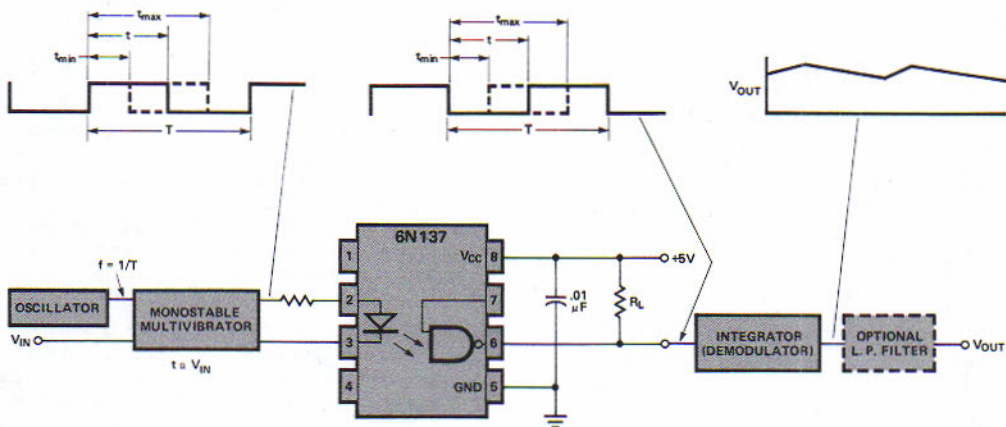 tmax
t
tmin
T
tmax
t
tmin
T
VOUT
6N137
f = 1/T
OSCILLATOR
MONOSTABLE
MULTIVIBRATOR
VIN
t α VIN
1
2
3
4
VCC 8
7
6
GND 5
.01
μF
RL
+5V
INTEGRATOR
(DEMODULATOR)
OPTIONAL
L. P. FILTER
VOUT